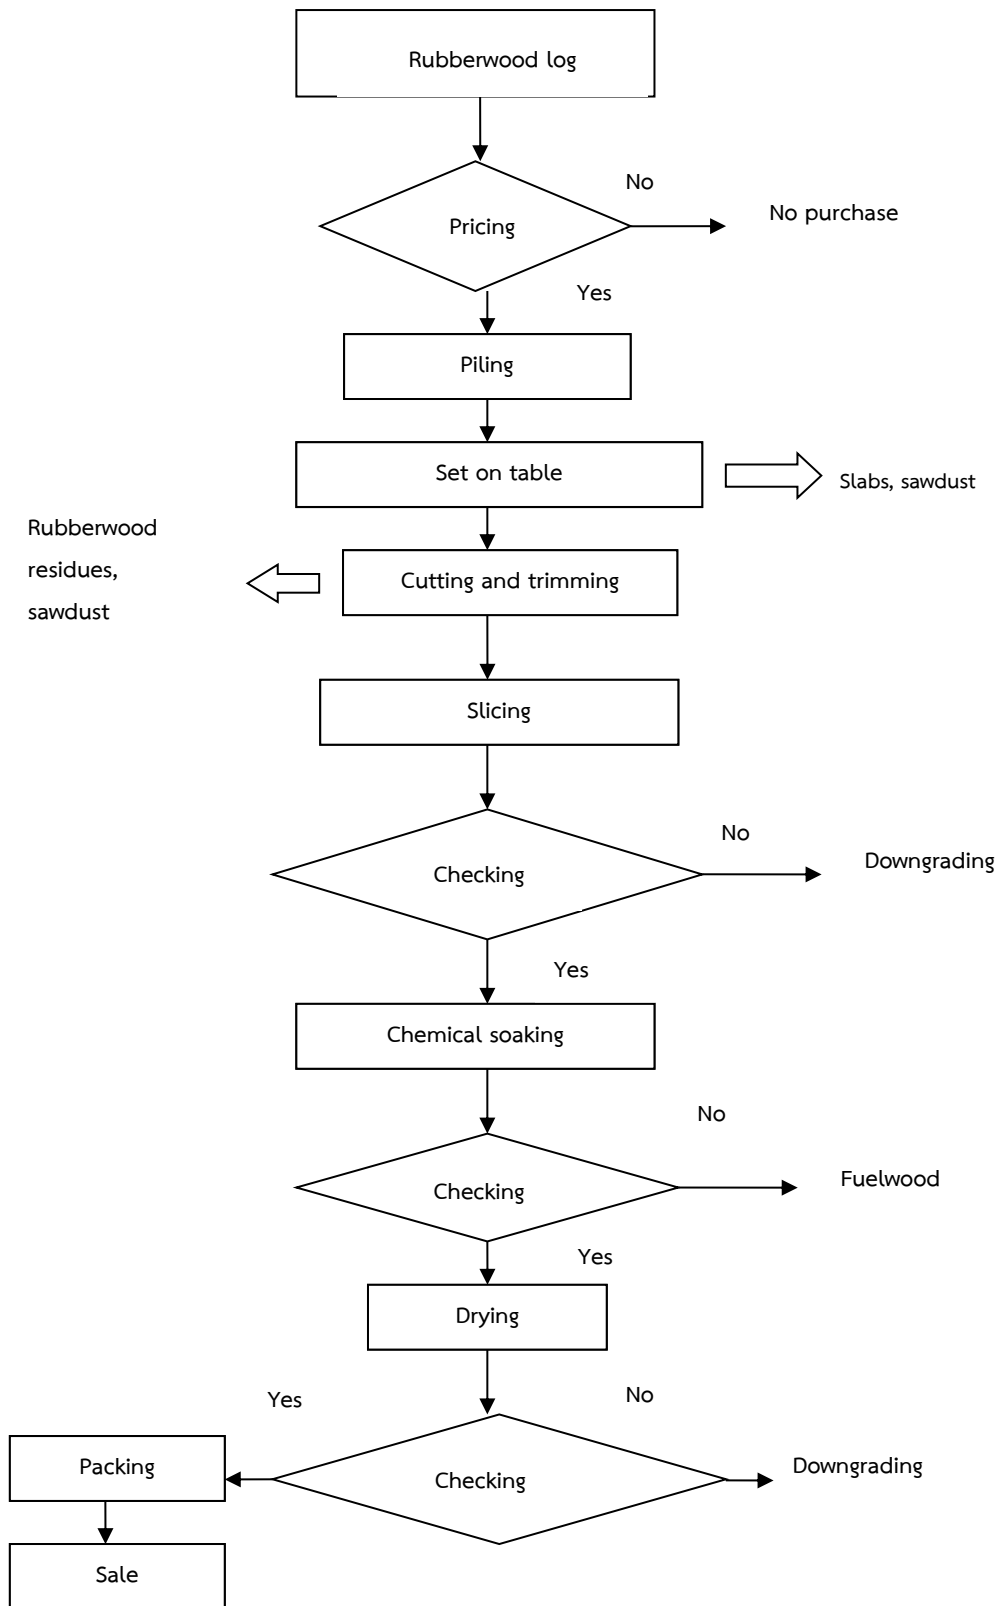 Rubberwood log
No
No purchase
Pricing
Yes
Piling
Set on table
Slabs, sawdust
Rubberwood
residues,
sawdust
Cutting and trimming
Slicing
No
Downgrading
Checking
Yes
Chemical soaking
No
Fuelwood
Checking
Yes
Drying
Yes
No
Packing
Checking
Downgrading
Sale